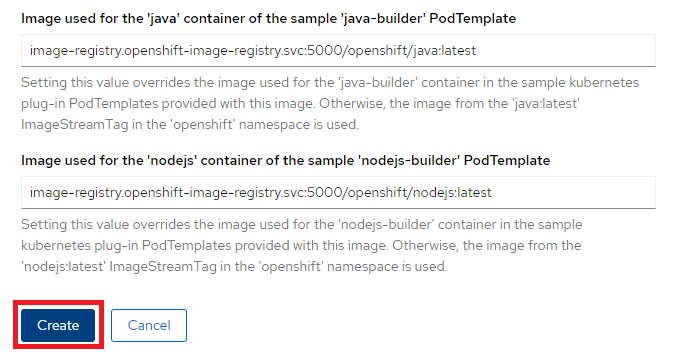 Image used for the 'java' container of the sample 'java-builder' PodTemplate
image-registry.openshift-image-registry.svc:5000/openshift/java:latest
Setting this value overrides the image used for the 'java-builder' container in the sample kubernetes
plug-in PodTemplates provided with this image. Otherwise, the image from the 'java:latest'
ImageStreamTag in the 'openshift' namespace is used.
Image used for the 'nodejs' container of the sample 'nodejs-builder' PodTemplate
image-registry.openshift-image-registry.svc:5000/openshift/nodejs:latest
Setting this value overrides the image used for the 'nodejs-builder' container in the sample
kubernetes plug-in PodTemplates provided with this image. Otherwise, the image from the
'nodejs:latest' ImageStreamTag in the 'openshift' namespace is used.
Create Cancel